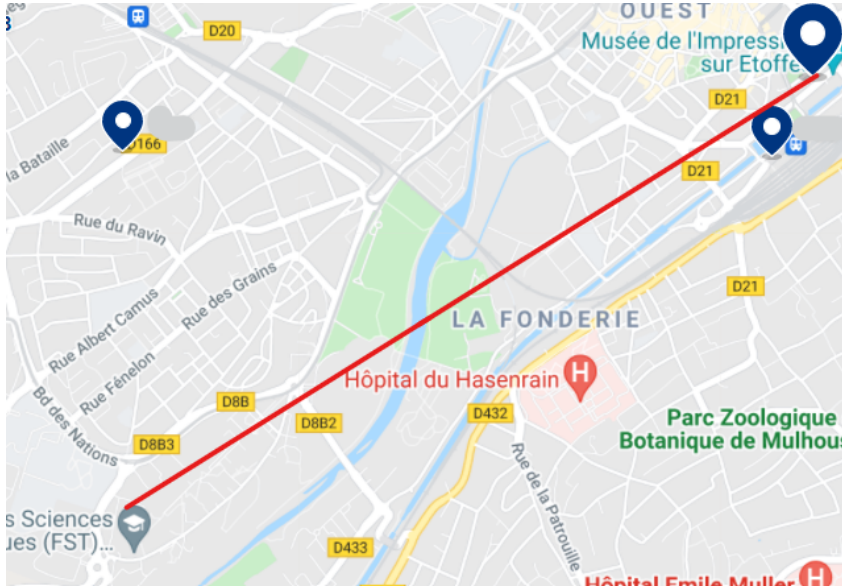 OUEST
D20
Musée de l'Impress
sur Etoffe
D21
D166
la Bataille
D21
Rue du Ravin
D21
Rue des Grains
Rue Albert Camus
LA FONDERIE
Rue Fénelon
Hôpital du Hasenrain
H
Bd des Nations
D8B
D8B2
D432
Parc Zoologique
Botanique de Mulhous
D8B3
Rue de la Patrouille
s Sciences
ues (FST)...
D433
Hôpital Emile Muller
H